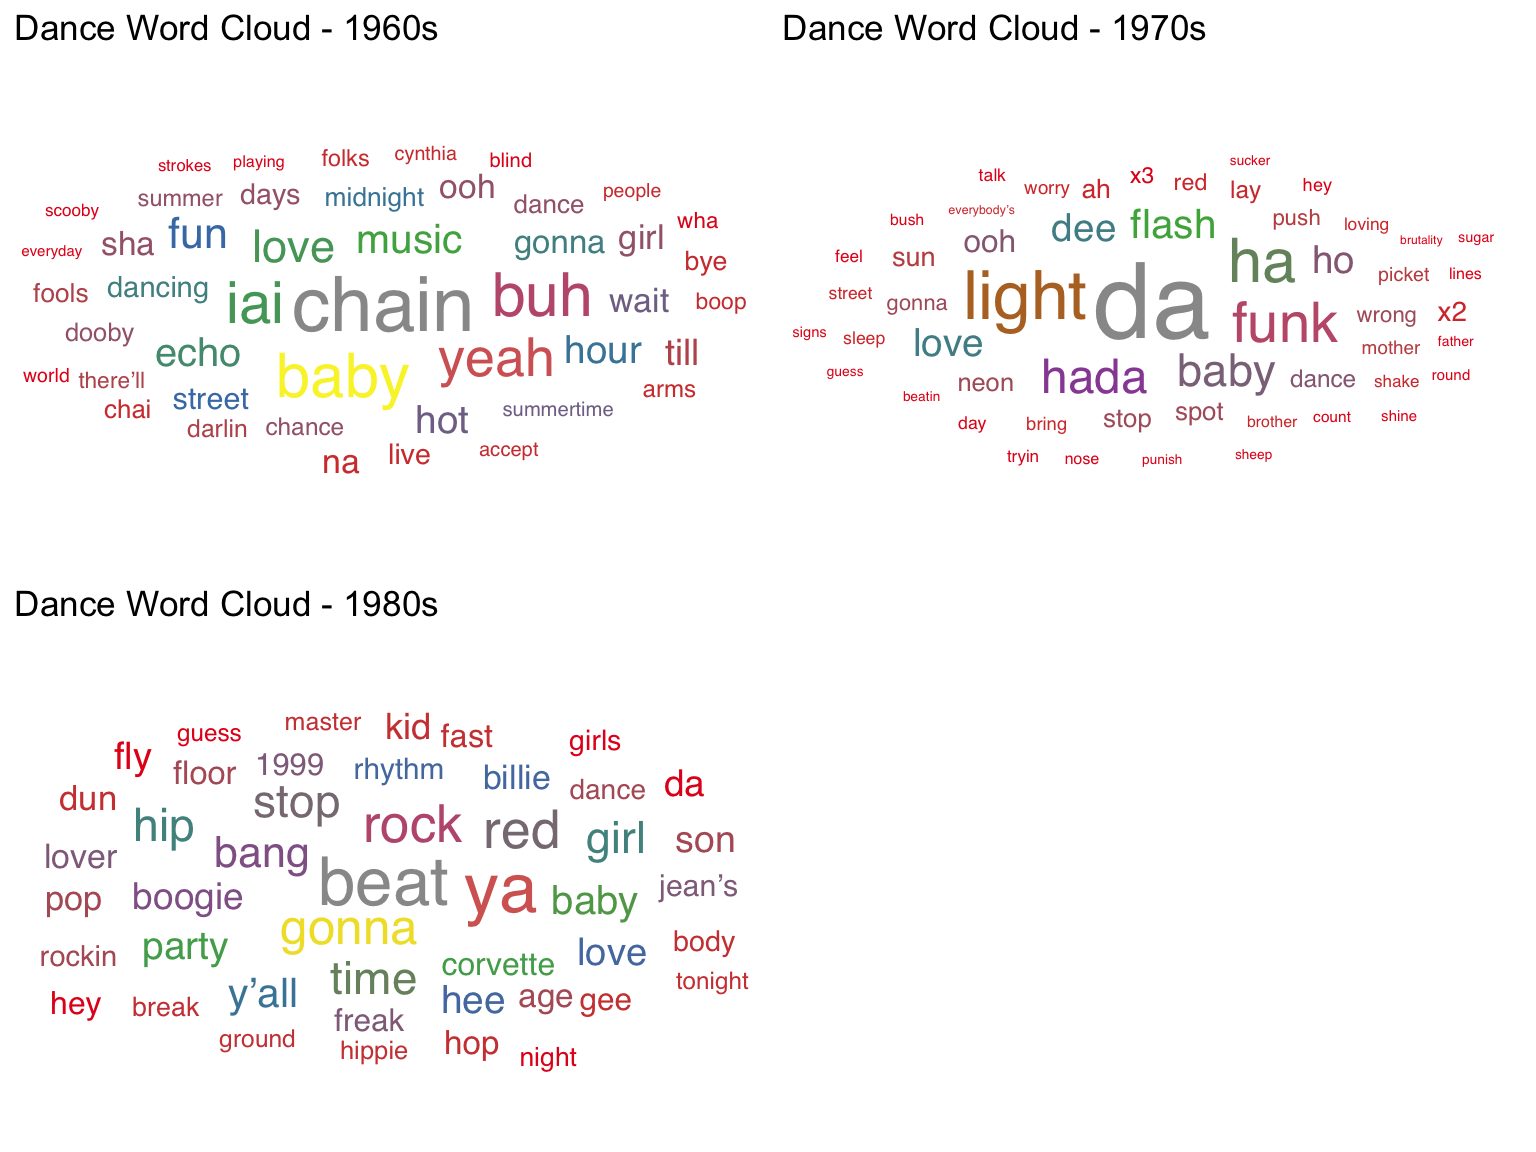 Dance Word Cloud - 1960s
strokes playing folks cynthia blind
summer days midnight ooh dance people
scooby sha fun love music gonna girl wha
everyday dancing iai chain buh wait bye
fools boop
dooby echo baby yeah hour till
world there'll street hot summertime arms
chai darlin chance
na live accept
Dance Word Cloud - 1970s
talk worry ah x3 red lay sucker hey
bush everybody's ooh dee flash push loving
feel sun ha ho brutality sugar
street gonna light da funk picket lines
signs sleep love wrong x2
guess neon hada baby dance mother father
beatin shake round
day bring stop spot brother count shine
tryin nose punish sheep
Dance Word Cloud - 1980s
guess master kid fast girls
fly floor 1999 rhythm billie dance da
dun hip stop rock red girl son
lover bang beat ya baby jean's
pop boogie gonna
rockin party corvette love body
hey break y'all time hee age gee tonight
ground freak hippie hop night